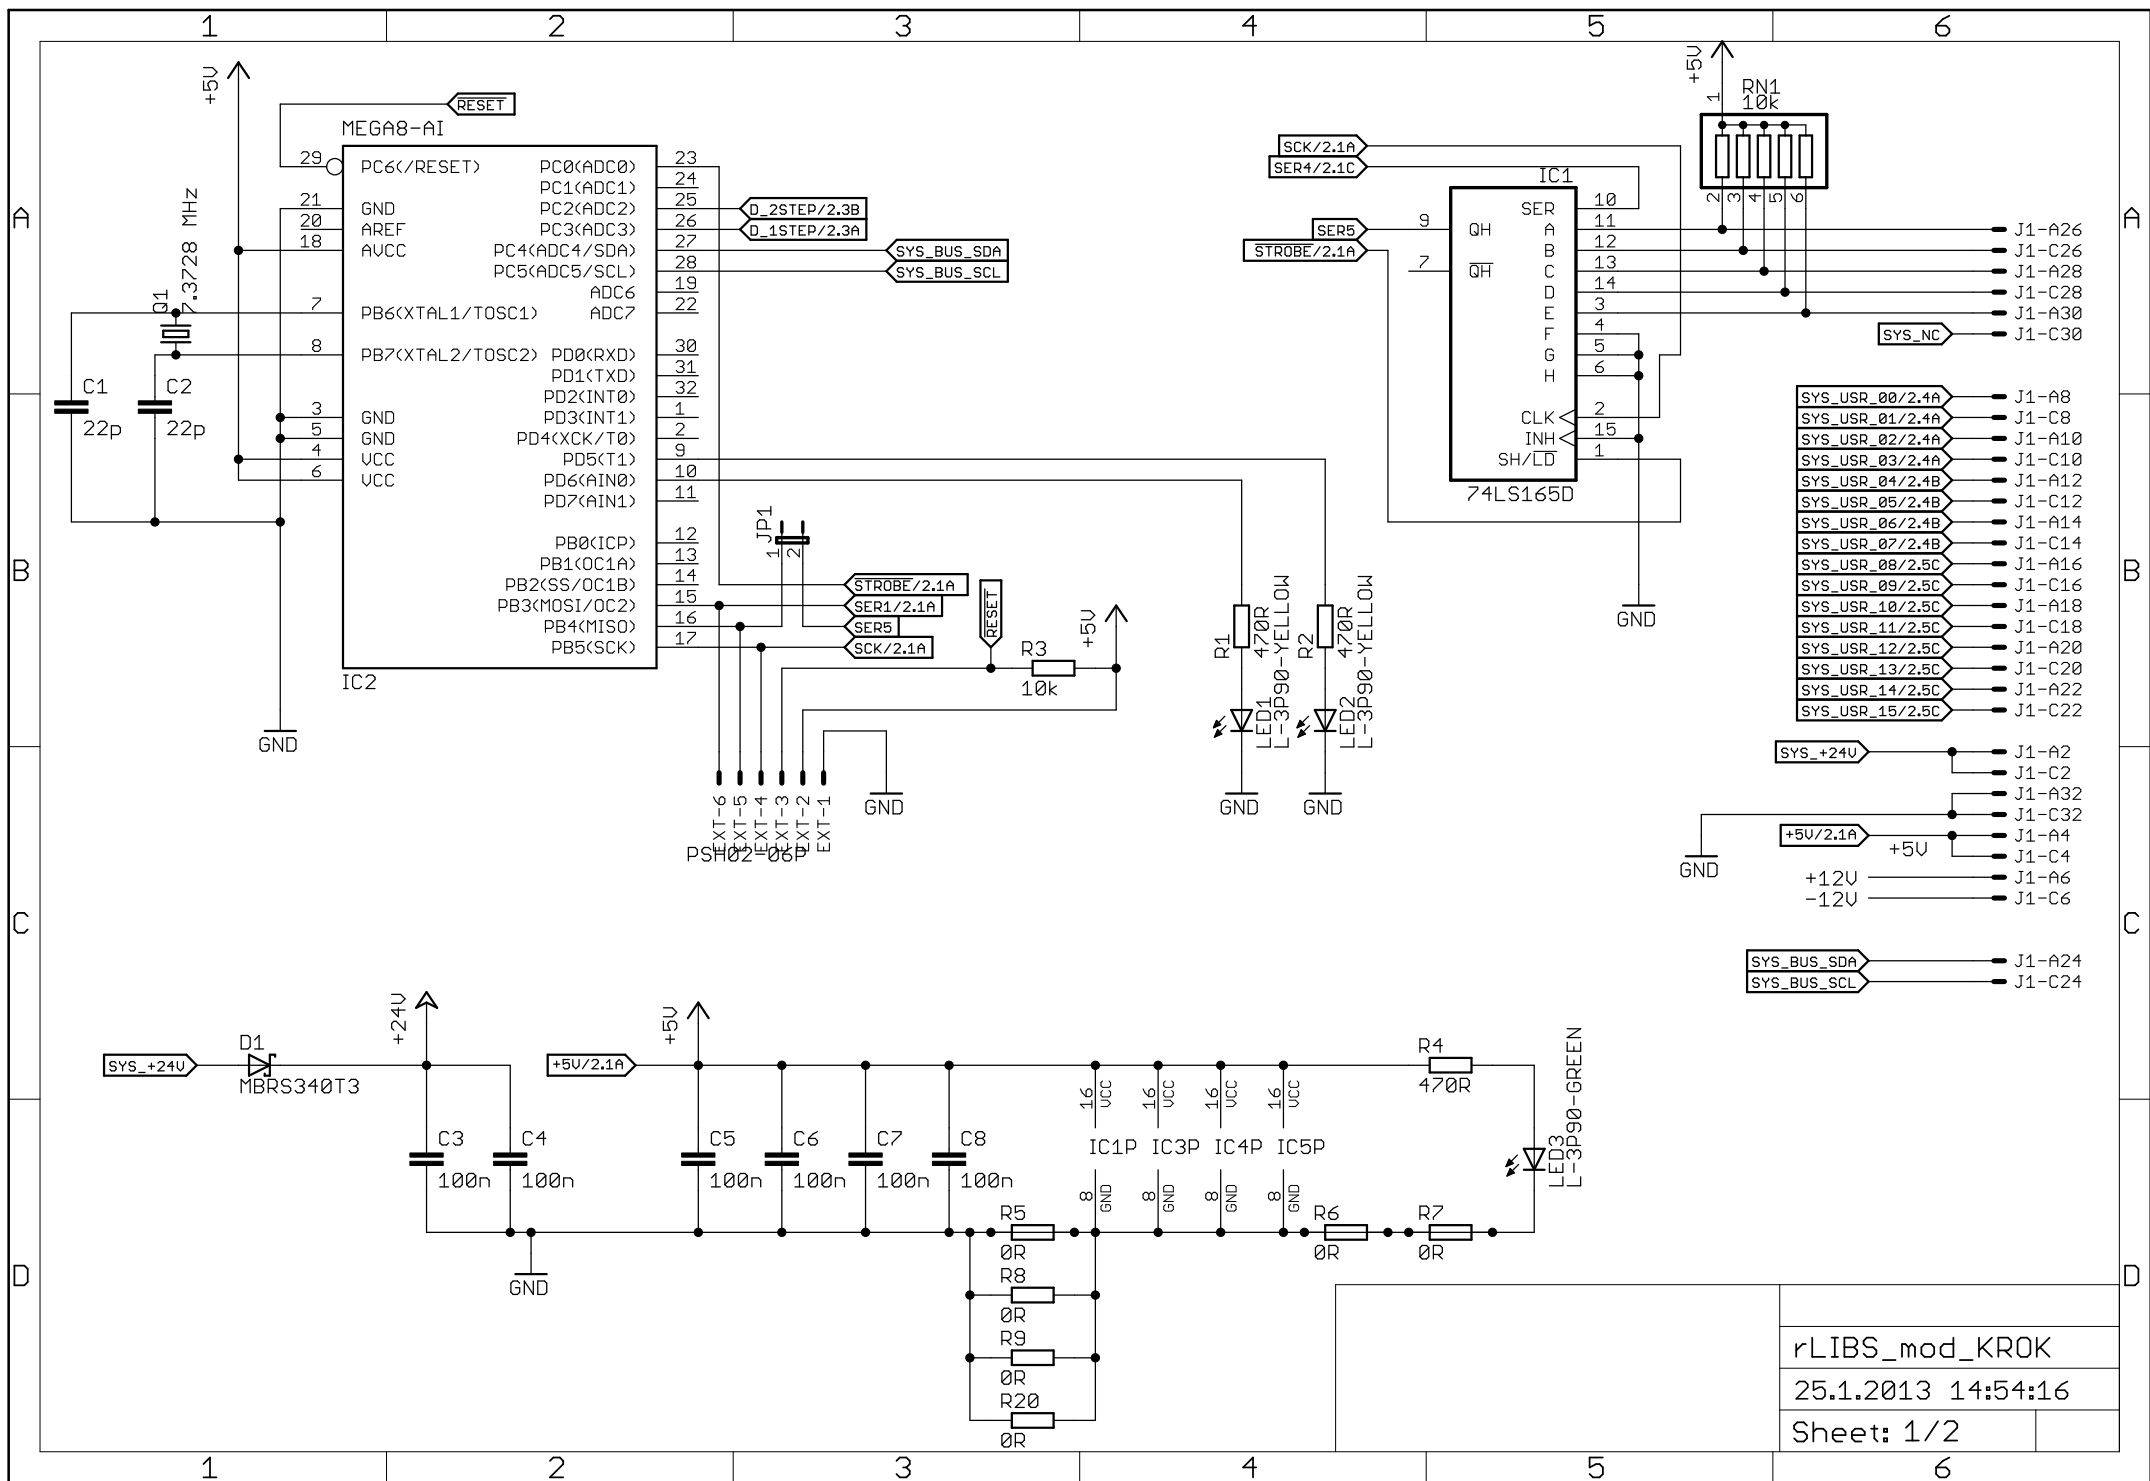 1 2 3 4 5 6
A
B
C
D
A
B
C
D
1 2 3 4 5 6
+5V
RESET
MEGA8-AI
29 PC6(/RESET)
21 GND
20 AREF
18 AVCC
7 PB6(XTAL1/TOSC1)
8 PB7(XTAL2/TOSC2)
3 GND
5 GND
4 VCC
6 VCC
PC0(ADC0) 23
PC1(ADC1) 24
PC2(ADC2) 25
PC3(ADC3) 26
PC4(ADC4/SDA) 27
PC5(ADC5/SCL) 28
ADC6 19
ADC7 22
PD0(RXD) 30
PD1(TXD) 31
PD2(INT0) 32
PD3(INT1) 1
PD4(XCK/T0) 2
PD5(T1) 9
PD6(AIN0) 10
PD7(AIN1) 11
PB0(ICP) 12
PB1(OC1A) 13
PB2(SS/OC1B) 14
PB3(MOSI/OC2) 15
PB4(MISO) 16
PB5(SCK) 17
IC2
Q1
7.3728 MHz
C1
22p
C2
22p
GND
D_2STEP/2.3B
D_1STEP/2.3A
SYS_BUS_SDA
SYS_BUS_SCL
JP1
1
2
STROBE/2.1A
SER1/2.1A
SER5
SCK/2.1A
RESET
R3
10k
+5V
EXT-6
EXT-5
EXT-4
EXT-3
EXT-2
EXT-1
PSH02-06P
GND
R1
470R
LED1
L-3P90-YELLOW
GND
R2
470R
LED2
L-3P90-YELLOW
GND
SCK/2.1A
SER4/2.1C
SER5
STROBE/2.1A
IC1
9 QH
7 QH
SER 10
A 11
B 12
C 13
D 14
E 3
F 4
G 5
H 6
CLK 2
INH 15
SH/LD 1
74LS165D
GND
+5V
RN1
10k
1
2
3
4
5
6
J1-A26
J1-C26
J1-A28
J1-C28
J1-A30
SYS_NC J1-C30
SYS_USR_00/2.4A J1-A8
SYS_USR_01/2.4A J1-C8
SYS_USR_02/2.4A J1-A10
SYS_USR_03/2.4A J1-C10
SYS_USR_04/2.4B J1-A12
SYS_USR_05/2.4B J1-C12
SYS_USR_06/2.4B J1-A14
SYS_USR_07/2.4B J1-C14
SYS_USR_08/2.5C J1-A16
SYS_USR_09/2.5C J1-C16
SYS_USR_10/2.5C J1-A18
SYS_USR_11/2.5C J1-C18
SYS_USR_12/2.5C J1-A20
SYS_USR_13/2.5C J1-C20
SYS_USR_14/2.5C J1-A22
SYS_USR_15/2.5C J1-C22
SYS_+24V J1-A2
J1-C2
J1-A32
J1-C32
GND
+5V/2.1A J1-A4
+5V J1-C4
+12V J1-A6
-12V J1-C6
SYS_BUS_SDA J1-A24
SYS_BUS_SCL J1-C24
SYS_+24V
D1
MBRS340T3
+24V
C3
100n
C4
100n
GND
+5V/2.1A
+5V
C5
100n
C6
100n
C7
100n
C8
100n
16 VCC
IC1P
8 GND
16 VCC
IC3P
8 GND
16 VCC
IC4P
8 GND
16 VCC
IC5P
8 GND
R4
470R
LED3
L-3P90-GREEN
R5
0R
R8
0R
R9
0R
R20
0R
R6
0R
R7
0R
rLIBS_mod_KROK
25.1.2013 14:54:16
Sheet: 1/2